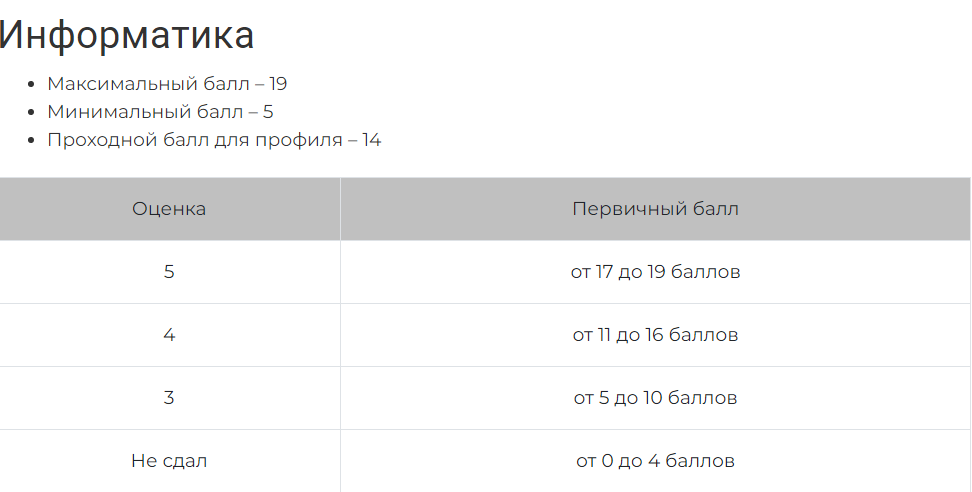 Информатика
Максимальный балл – 19
Минимальный балл – 5
Проходной балл для профиля – 14
Оценка Первичный балл
5 от 17 до 19 баллов
4 от 11 до 16 баллов
3 от 5 до 10 баллов
Не сдал от 0 до 4 баллов